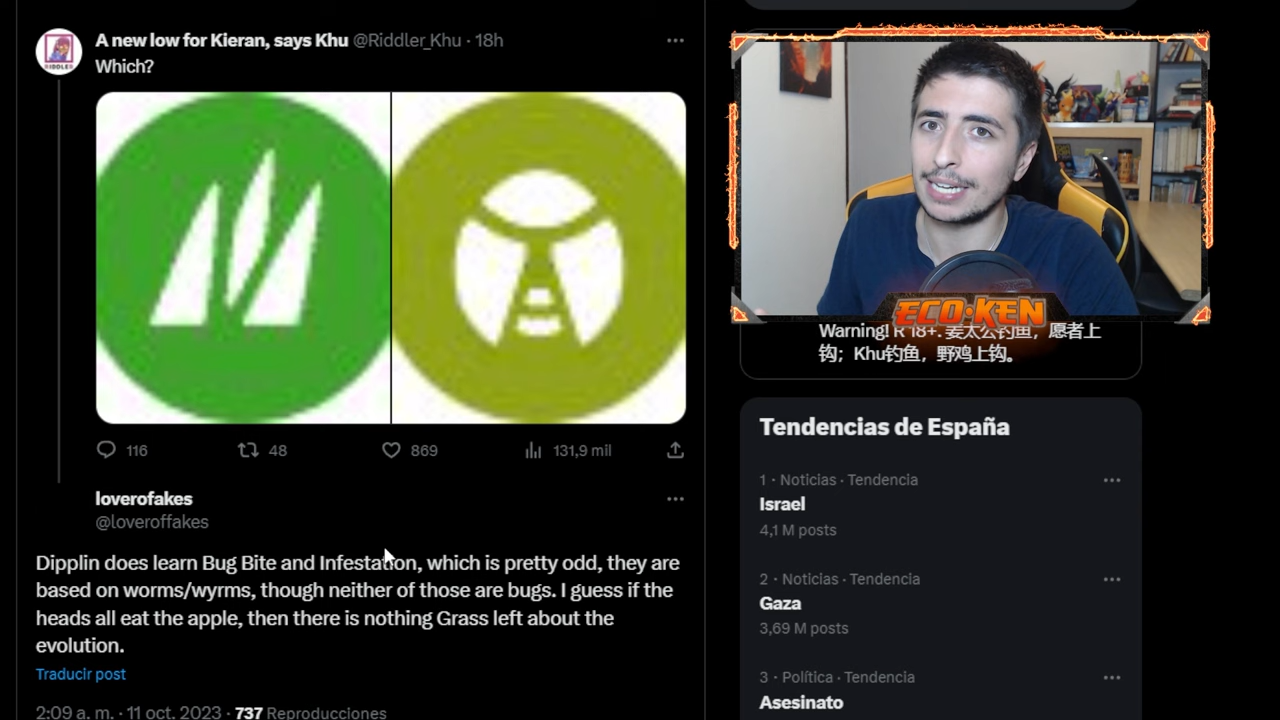 A new low for Kieran, says Khu @Riddler_Khu · 18h
Which?
RIDDLES
116 48 869 131,9 mil
loverofakes
@loveroffakes
Dipplin does learn Bug Bite and Infestation, which is pretty odd, they are
based on worms/wyrms, though neither of those are bugs. I guess if the
heads all eat the apple, then there is nothing Grass left about the
evolution.
Traducir post
2:09 a. m. · 11 oct. 2023 · 737 Reproducciones
ECO·KEN
Warning! R 18+. 姜太公钓鱼，愿者上
钩；Khu钓鱼，野鸡上钩。
Tendencias de España
1 · Noticias · Tendencia
Israel
4,1 M posts
2 · Noticias · Tendencia
Gaza
3,69 M posts
3 · Política · Tendencia
Asesinato